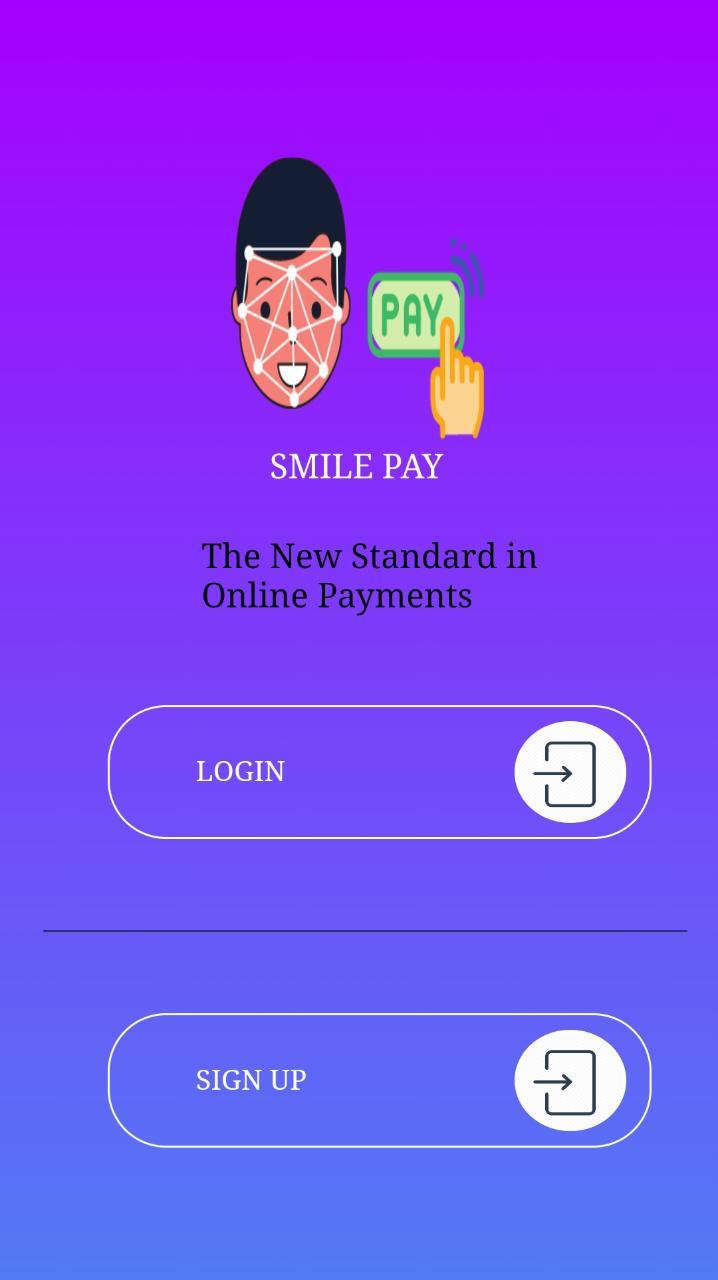 PAY
SMILE PAY
The New Standard in
Online Payments
LOGIN
SIGN UP